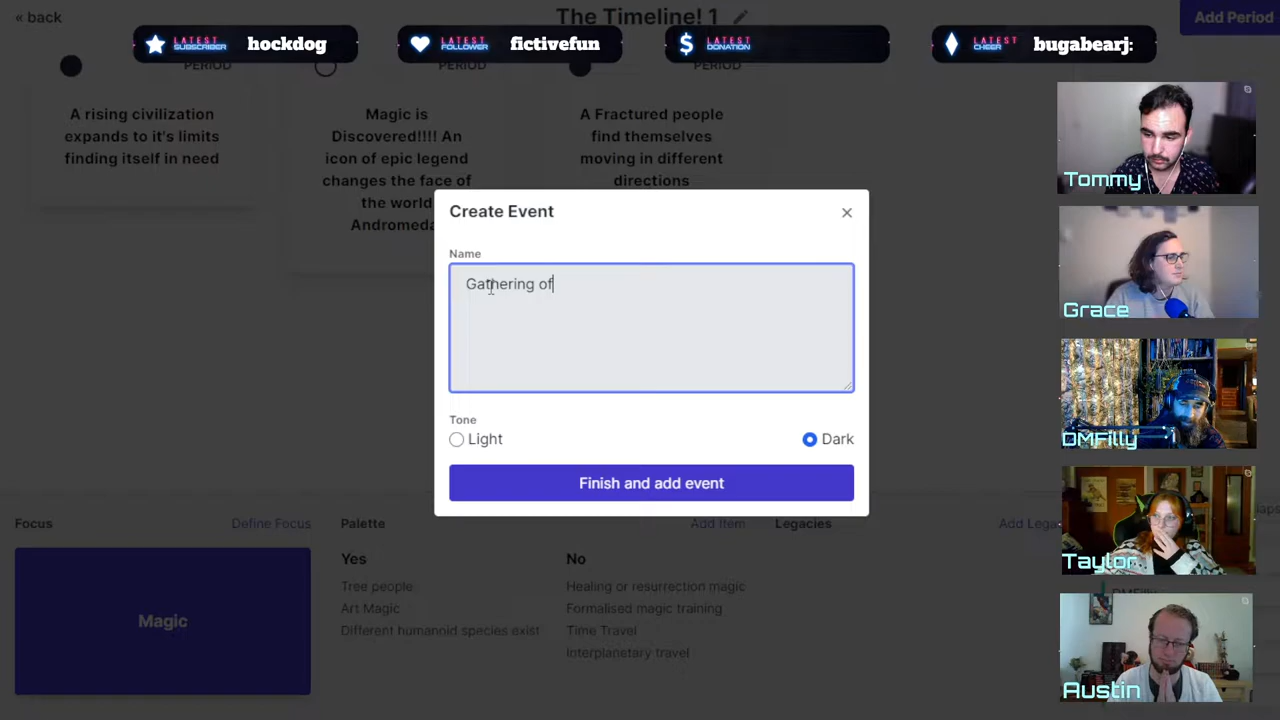 « back
The Timeline! 1
Add Period
LATEST SUBSCRIBER hockdog
LATEST FOLLOWER fictivefun
LATEST DONATION
LATEST CHEER bugabearj:
PERIOD
PERIOD
PERIOD
A rising civilization
expands to it's limits
finding itself in need
Magic is
Discovered!!!! An
icon of epic legend
changes the face of
the world
Andromeda
A Fractured people
find themselves
moving in different
directions
Create Event
Name
Gathering of
Tone
Light
Dark
Finish and add event
Focus
Define Focus
Magic
Palette
Add Item
Yes
Tree people
Art Magic
Different humanoid species exist
No
Healing or resurrection magic
Formalised magic training
Time Travel
Interplanetary travel
Legacies
Add Lega
DMFilly
Tommy
Grace
DMFilly
Taylor
Austin